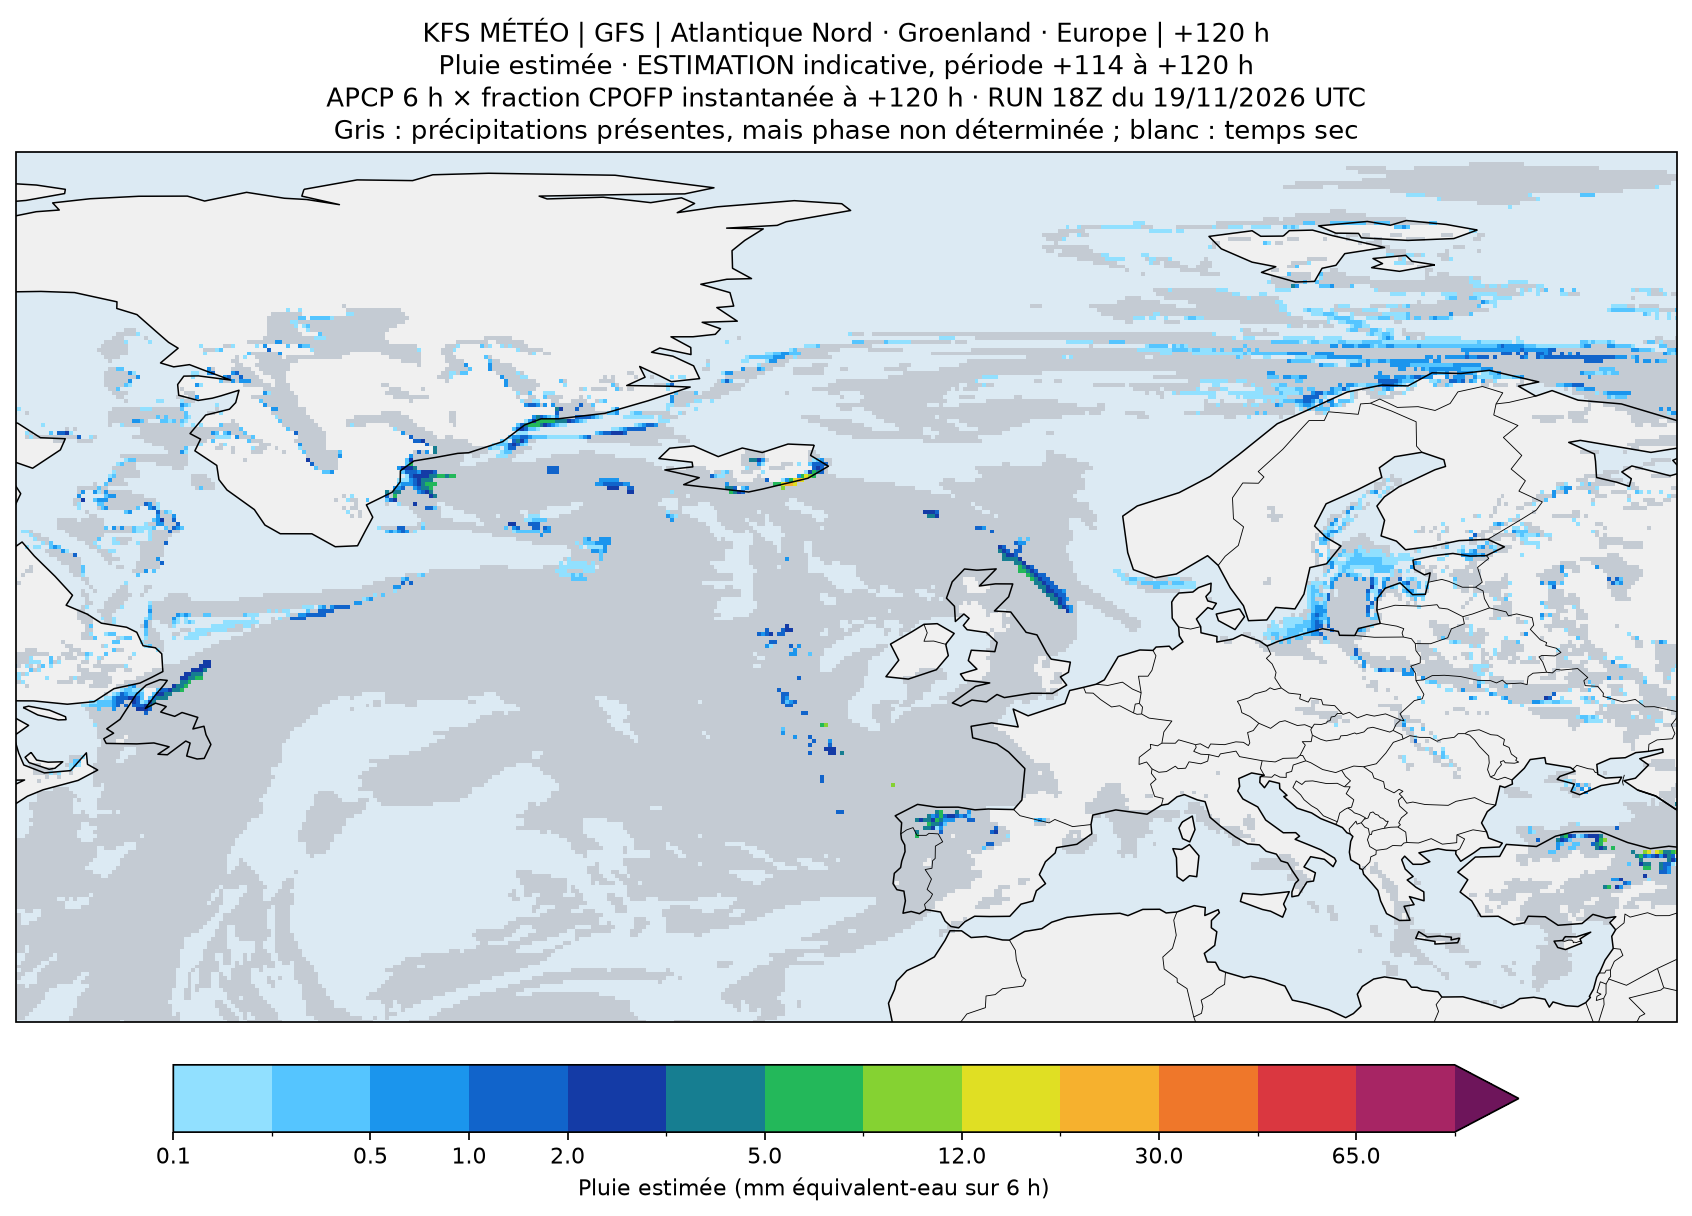 KFS MÉTÉO | GFS | Atlantique Nord · Groenland · Europe | +120 h
Pluie estimée · ESTIMATION indicative, période +114 à +120 h
APCP 6 h × fraction CPOFP instantanée à +120 h · RUN 18Z du 19/11/2026 UTC
Gris : précipitations présentes, mais phase non déterminée ; blanc : temps sec
0.1 0.5 1.0 2.0 5.0 12.0 30.0 65.0
Pluie estimée (mm équivalent-eau sur 6 h)